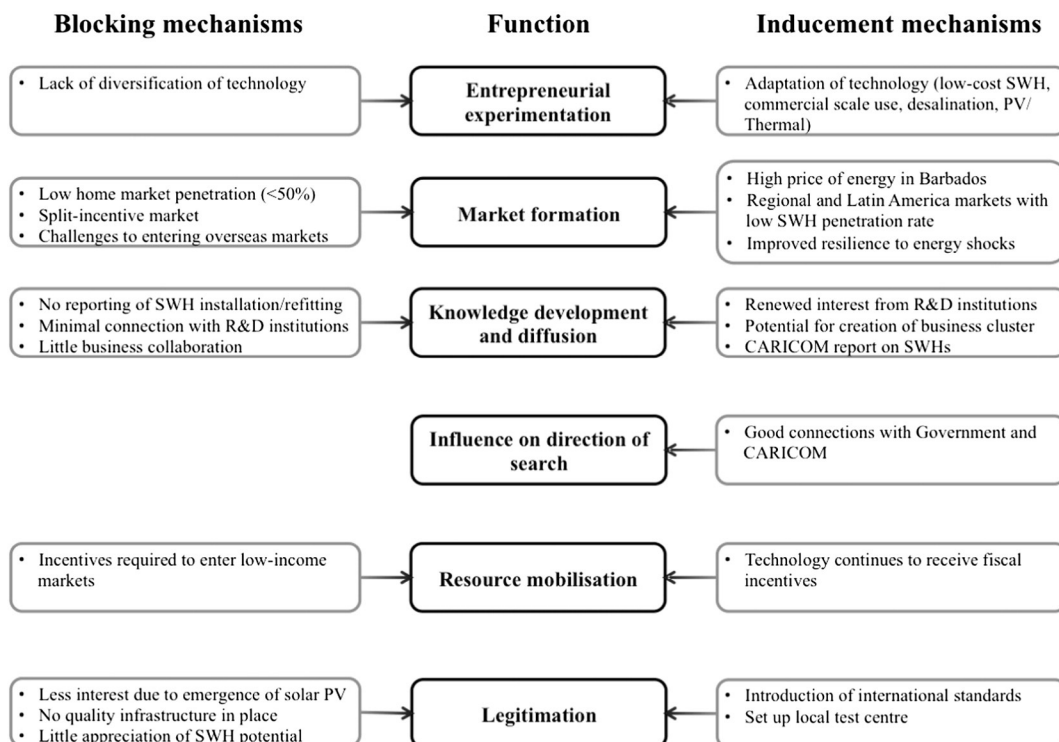 Blocking mechanisms
Function
Inducement mechanisms
• Lack of diversification of technology
Entrepreneurial
experimentation
• Adaptation of technology (low-cost SWH,
commercial scale use, desalination, PV/
Thermal)
• Low home market penetration (<50%)
• Split-incentive market
• Challenges to entering overseas markets
Market formation
• High price of energy in Barbados
• Regional and Latin America markets with
low SWH penetration rate
• Improved resilience to energy shocks
• No reporting of SWH installation/refitting
• Minimal connection with R&D institutions
• Little business collaboration
Knowledge development
and diffusion
• Renewed interest from R&D institutions
• Potential for creation of business cluster
• CARICOM report on SWHs
Influence on direction of
search
• Good connections with Government and
CARICOM
• Incentives required to enter low-income
markets
Resource mobilisation
• Technology continues to receive fiscal
incentives
• Less interest due to emergence of solar PV
• No quality infrastructure in place
• Little appreciation of SWH potential
Legitimation
• Introduction of international standards
• Set up local test centre